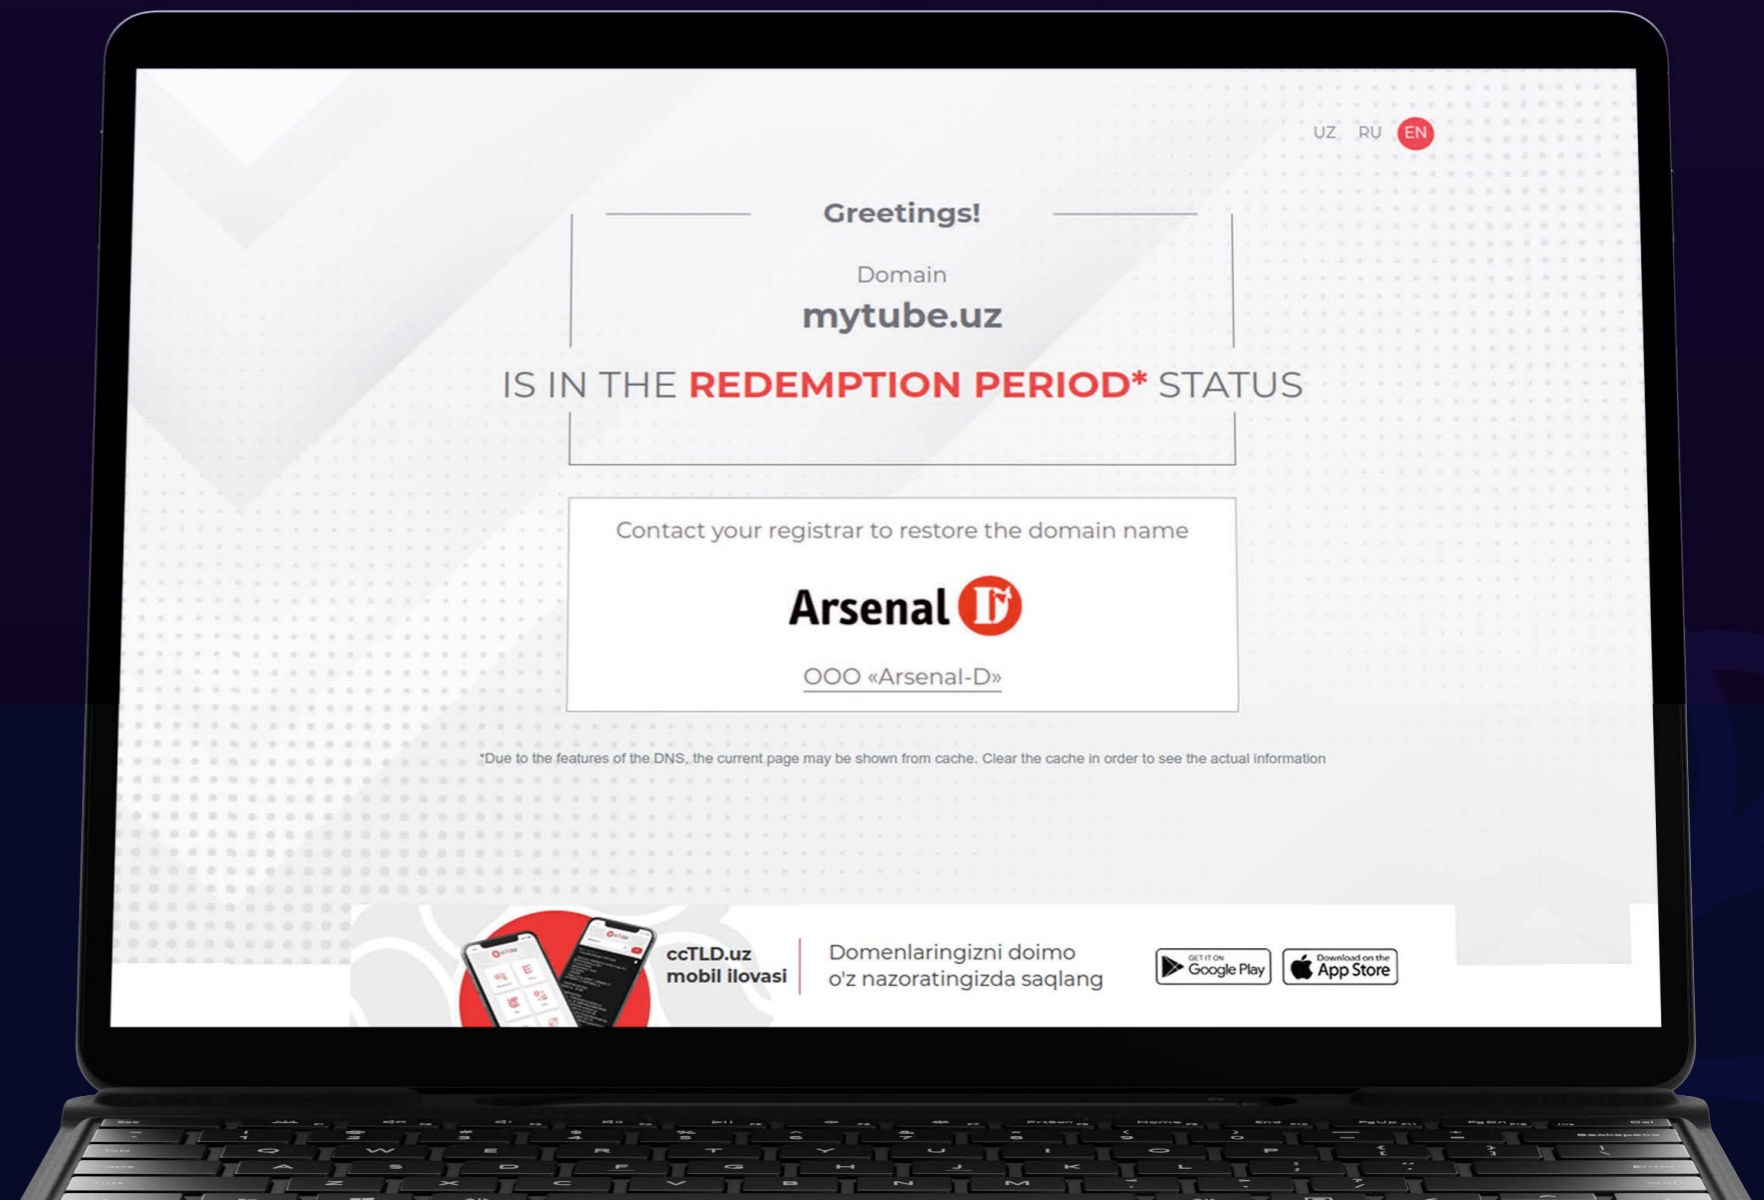 UZ RU EN
Greetings!
Domain
mytube.uz
IS IN THE REDEMPTION PERIOD* STATUS
Contact your registrar to restore the domain name
Arsenal D
ООО «Arsenal-D»
*Due to the features of the DNS, the current page may be shown from cache. Clear the cache in order to see the actual information
ccTLD.uz
mobil ilovasi
Domenlaringizni doimo
o'z nazoratingizda saqlang
GET IT ON
Google Play
Download on the
App Store